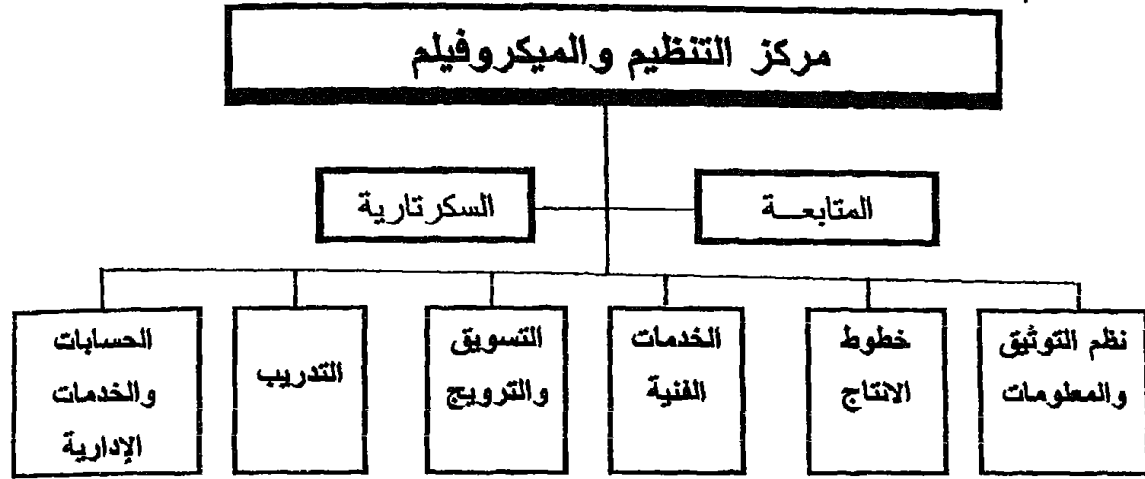 مركز التنظيم والميكروفيلم
المتابعـــة
السكرتارية
نظم التوثيق
والمعلومات
خطوط
الانتاج
الخدمات
الفنية
التسويق
والترويج
التدريب
الحسابات
والخدمات
الإدارية